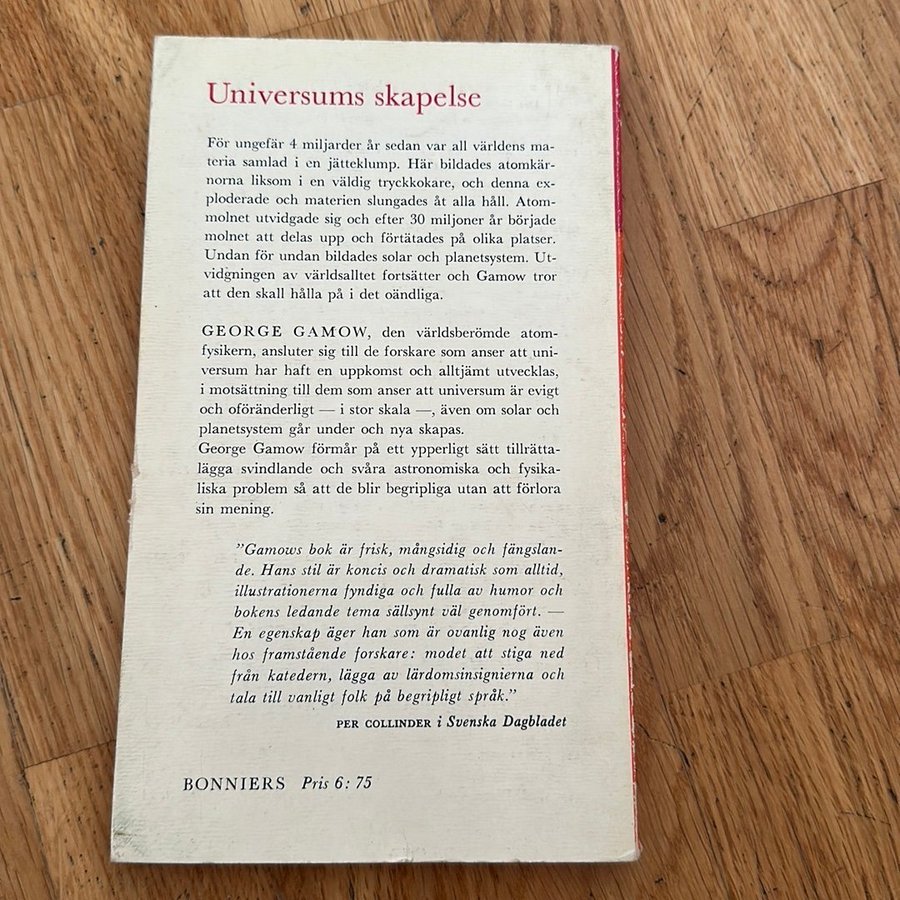 Universums skapelse
För ungefär 4 miljarder år sedan var all världens ma-
teria samlad i en jätteklump. Här bildades atomkär-
norna liksom i en väldig tryckkokare, och denna ex-
ploderade och materien slungades åt alla håll. Atom-
molnet utvidgade sig och efter 30 miljoner år började
molnet att delas upp och förtätades på olika platser.
Undan för undan bildades solar och planetsystem. Ut-
vidgningen av världsalltet fortsätter och Gamow tror
att den skall hålla på i det oändliga.
GEORGE GAMOW, den världsberömde atom-
fysikern, ansluter sig till de forskare som anser att uni-
versum har haft en uppkomst och alltjämt utvecklas,
i motsättning till dem som anser att universum är evigt
och oföränderligt — i stor skala —, även om solar och
planetsystem går under och nya skapas.
George Gamow förmår på ett ypperligt sätt tillrätta-
lägga svindlande och svåra astronomiska och fysika-
liska problem så att de blir begripliga utan att förlora
sin mening.
"Gamows bok är frisk, mångsidig och fängslan-
de. Hans stil är koncis och dramatisk som alltid,
illustrationerna fyndiga och fulla av humor och
bokens ledande tema sällsynt väl genomfört. —
En egenskap äger han som är ovanlig nog även
hos framstående forskare: modet att stiga ned
från katedern, lägga av lärdomsinsignierna och
tala till vanligt folk på begripligt språk."
PER COLLINDER i Svenska Dagbladet
BONNIERS Pris 6: 75